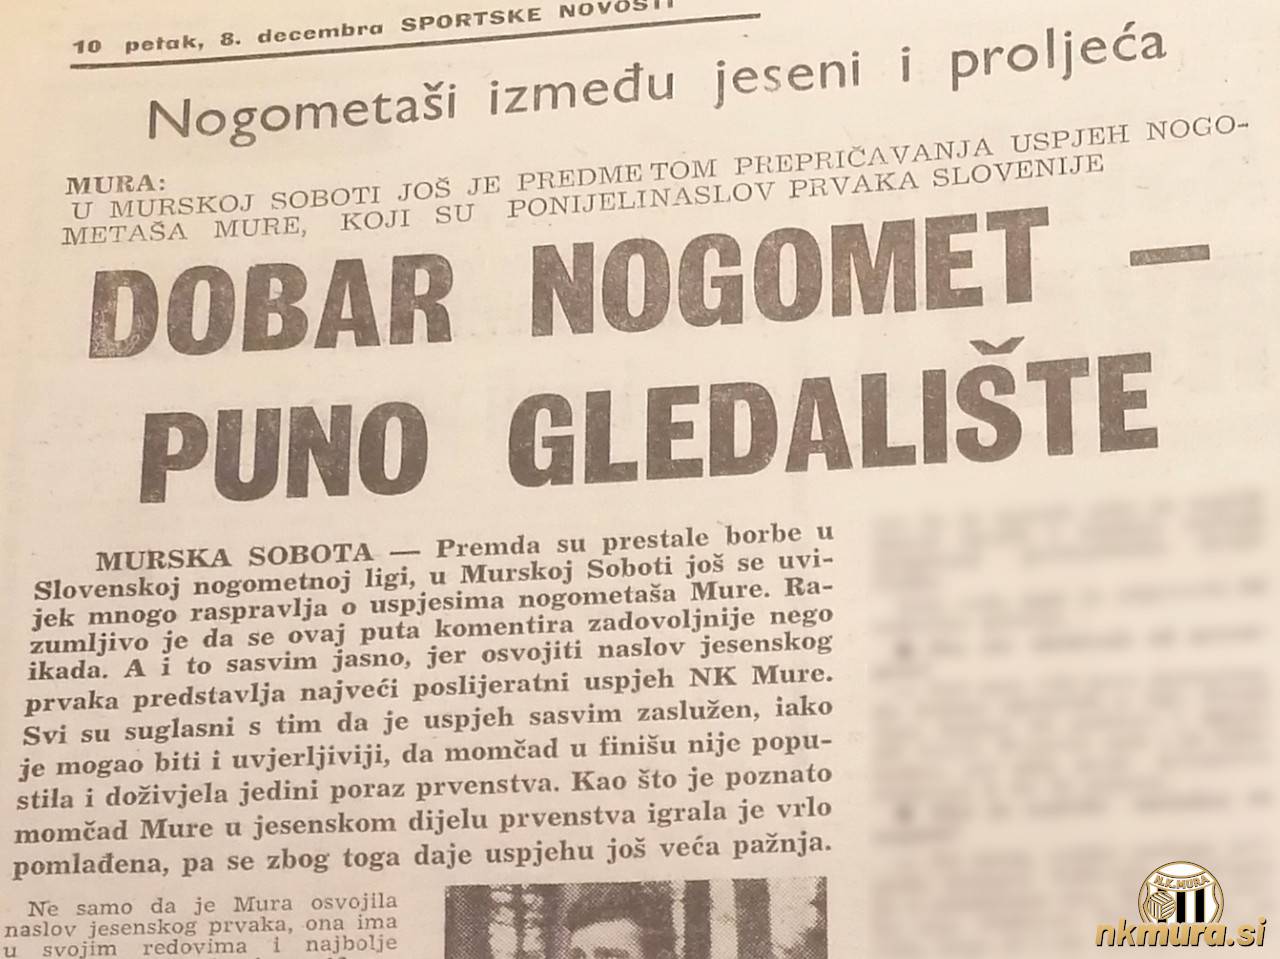 10 petak, 8. decembra SPORTSKE NOVOSTI
Nogometaši između jeseni i proljeća
MURA:
U MURSKOJ SOBOTI JOŠ JE PREDMETOM PREPRIČAVANJA USPJEH NOGO-
METAŠA MURE, KOJI SU PONIJELINASLOV PRVAKA SLOVENIJE
DOBAR NOGOMET —
PUNO GLEDALIŠTE
MURSKA SOBOTA — Premda su prestale borbe u
Slovenskoj nogometnoj ligi, u Murskoj Soboti još se uvi-
jek mnogo raspravlja o uspjesima nogometaša Mure. Ra-
zumljivo je da se ovaj puta komentira zadovoljnije nego
ikada. A i to sasvim jasno, jer osvojiti naslov jesenskog
prvaka predstavlja najveći poslijeratni uspjeh NK Mure.
Svi su suglasni s tim da je uspjeh sasvim zaslužen, iako
je mogao biti i uvjerljiviji, da momčad u finišu nije popu-
stila i doživjela jedini poraz prvenstva. Kao što je poznato
momčad Mure u jesenskom dijelu prvenstva igrala je vrlo
pomlađena, pa se zbog toga daje uspjehu još veća pažnja.
Ne samo da je Mura osvojila
naslov jesenskog prvaka, ona ima
u svojim redovima i najbolje
N.K. MURA
nkmura.si